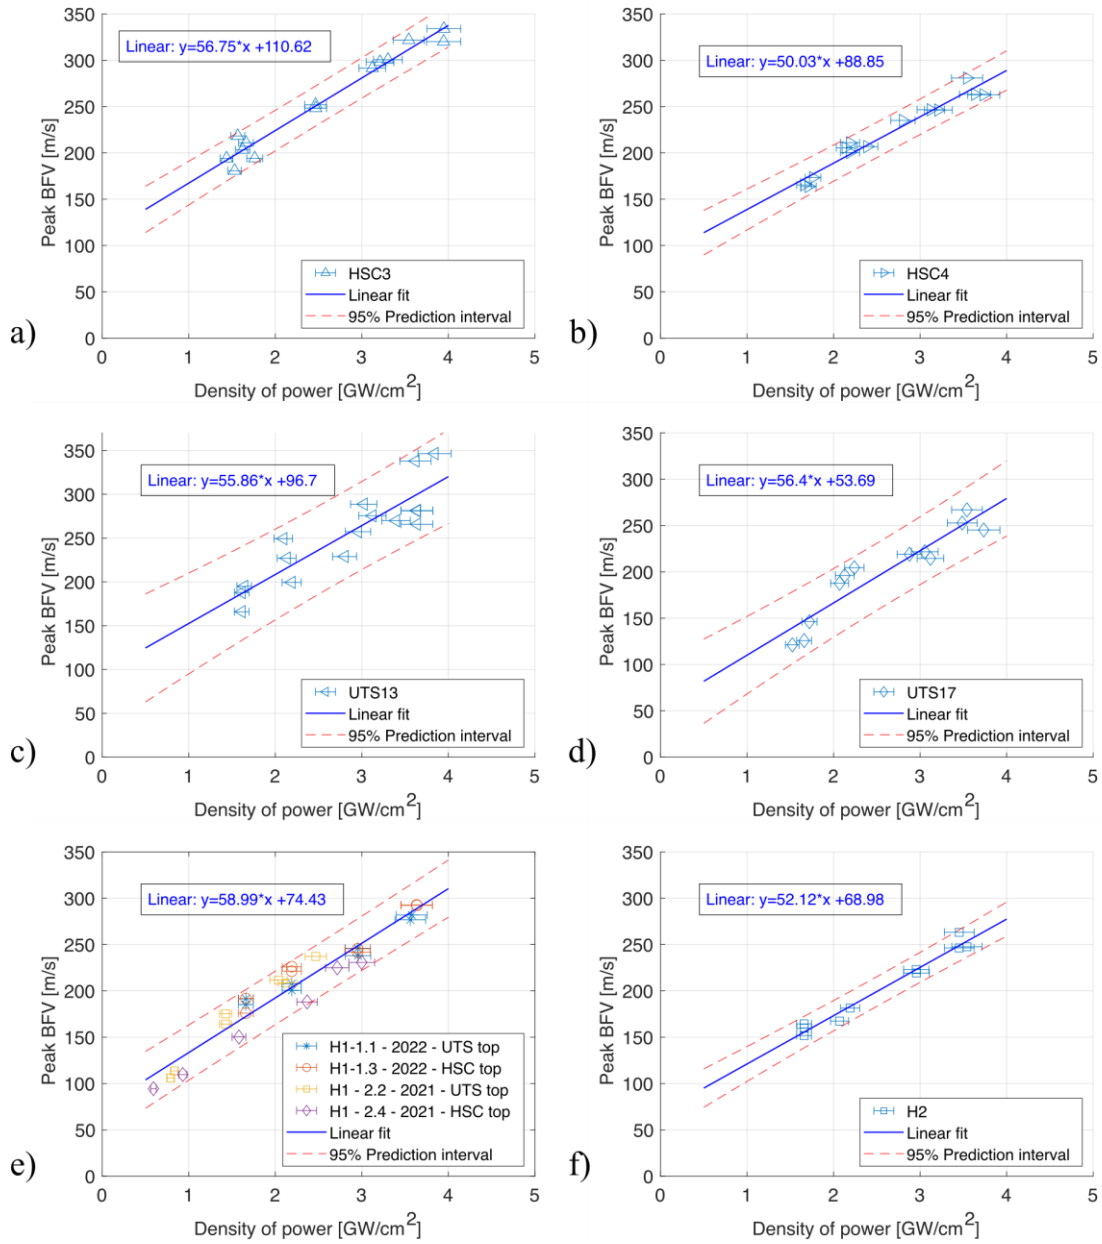 350
300
250
200
150
100
50
0
Peak BFV [m/s]
Linear: y=56.75*x +110.62
HSC3
Linear fit
95% Prediction interval
0 1 2 3 4 5
Density of power [GW/cm2]
a)
350
300
250
200
150
100
50
0
Peak BFV [m/s]
Linear: y=50.03*x +88.85
HSC4
Linear fit
95% Prediction interval
0 1 2 3 4 5
Density of power [GW/cm2]
b)
350
300
250
200
150
100
50
0
Peak BFV [m/s]
Linear: y=55.86*x +96.7
UTS13
Linear fit
95% Prediction interval
0 1 2 3 4 5
Density of power [GW/cm2]
c)
350
300
250
200
150
100
50
0
Peak BFV [m/s]
Linear: y=56.4*x +53.69
UTS17
Linear fit
95% Prediction interval
0 1 2 3 4 5
Density of power [GW/cm2]
d)
350
300
250
200
150
100
50
0
Peak BFV [m/s]
Linear: y=58.99*x +74.43
H1-1.1 - 2022 - UTS top
H1-1.3 - 2022 - HSC top
H1 - 2.2 - 2021 - UTS top
H1 - 2.4 - 2021 - HSC top
Linear fit
95% Prediction interval
0 1 2 3 4 5
Density of power [GW/cm2]
e)
350
300
250
200
150
100
50
0
Peak BFV [m/s]
Linear: y=52.12*x +68.98
H2
Linear fit
95% Prediction interval
0 1 2 3 4 5
Density of power [GW/cm2]
f)